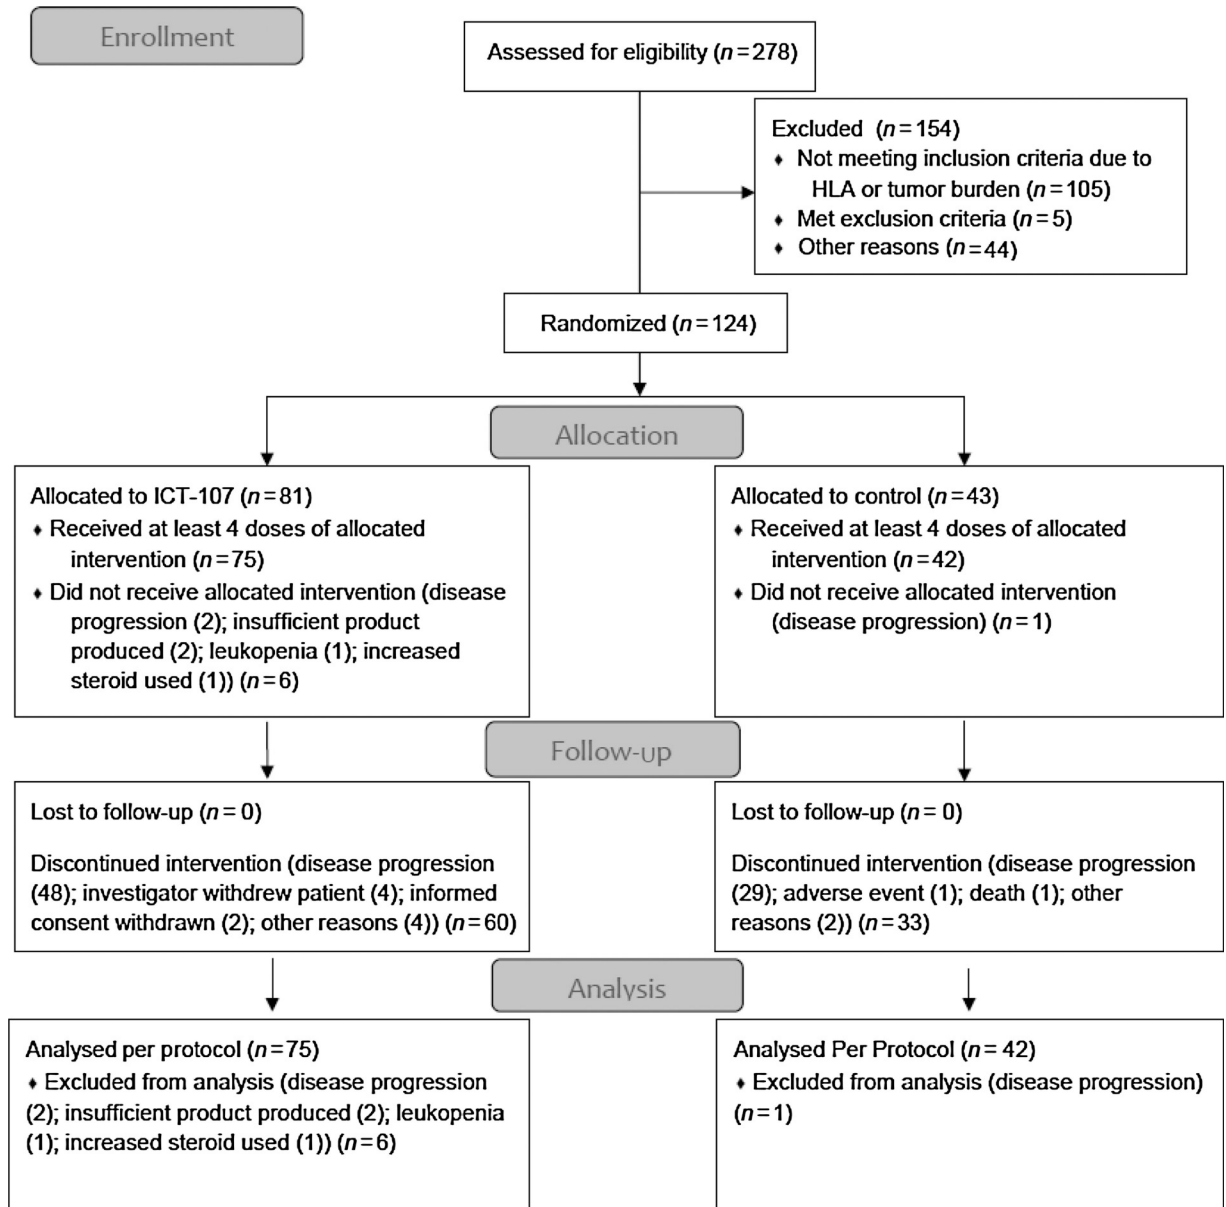 Enrollment
Assessed for eligibility (n=278)
Excluded (n=154)
♦ Not meeting inclusion criteria due to
HLA or tumor burden (n=105)
♦ Met exclusion criteria (n=5)
♦ Other reasons (n=44)
Randomized (n=124)
Allocation
Allocated to ICT-107 (n=81)
♦ Received at least 4 doses of allocated
intervention (n=75)
♦ Did not receive allocated intervention (disease
progression (2); insufficient product
produced (2); leukopenia (1); increased
steroid used (1)) (n=6)
Allocated to control (n=43)
♦ Received at least 4 doses of allocated
intervention (n=42)
♦ Did not receive allocated intervention
(disease progression) (n=1)
Follow-up
Lost to follow-up (n=0)
Discontinued intervention (disease progression
(48); investigator withdrew patient (4); informed
consent withdrawn (2); other reasons (4)) (n=60)
Lost to follow-up (n=0)
Discontinued intervention (disease progression
(29); adverse event (1); death (1); other
reasons (2)) (n=33)
Analysis
Analysed per protocol (n=75)
♦ Excluded from analysis (disease progression
(2); insufficient product produced (2); leukopenia
(1); increased steroid used (1)) (n=6)
Analysed Per Protocol (n=42)
♦ Excluded from analysis (disease progression)
(n=1)